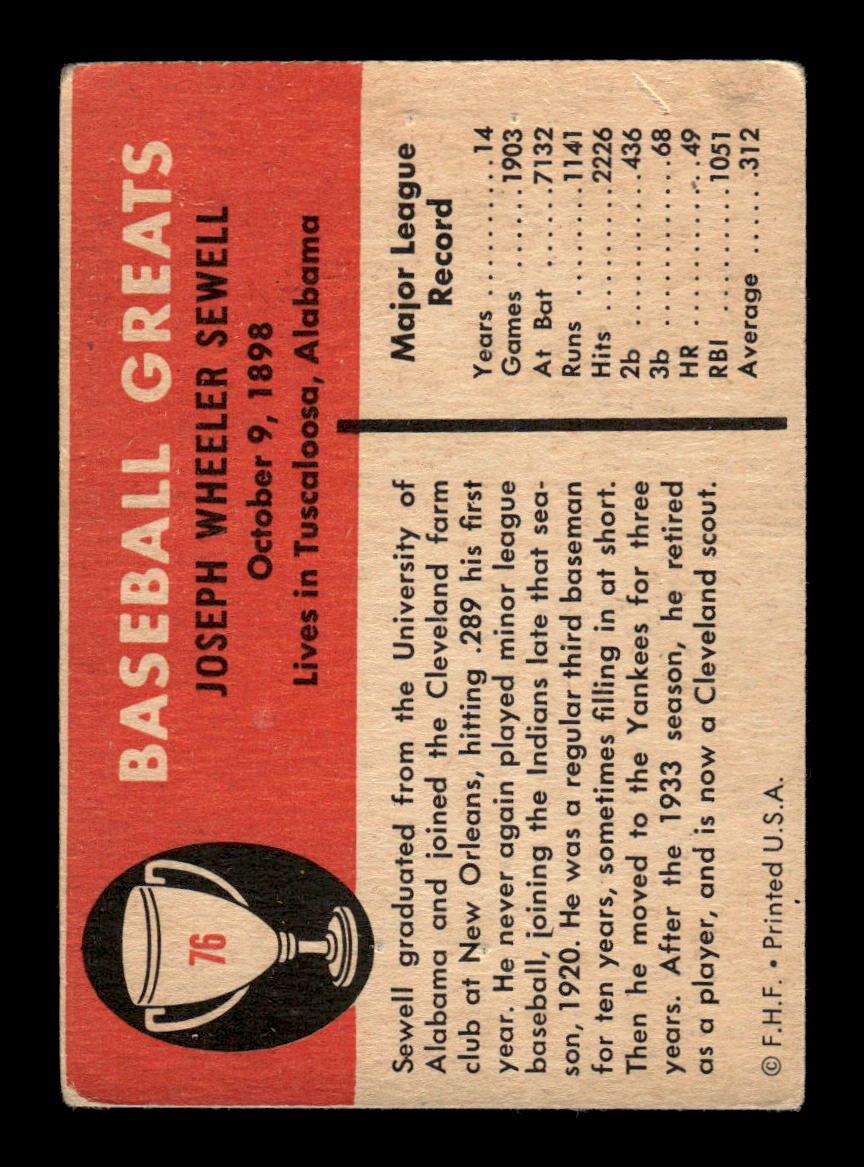 76
BASEBALL GREATS
JOSEPH WHEELER SEWELL
October 9, 1898
Lives in Tuscaloosa, Alabama
Sewell graduated from the University of
Alabama and joined the Cleveland farm
club at New Orleans, hitting .289 his first
year. He never again played minor league
baseball, joining the Indians late that sea-
son, 1920. He was a regular third baseman
for ten years, sometimes filling in at short.
Then he moved to the Yankees for three
years. After the 1933 season, he retired
as a player, and is now a Cleveland scout.
© F.H.F. • Printed U.S.A.
Major League
Record
Years ..........14
Games .......1903
At Bat ......7132
Runs ........1141
Hits .........2226
2b ...........436
3b ............68
HR ............49
RBI ..........1051
Average ......312